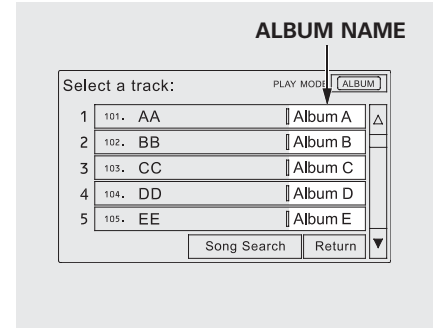 ALBUM NAME
Select a track: PLAY MODE ALBUM
1 101. AA Album A
2 102. BB Album B
3 103. CC Album C
4 104. DD Album D
5 105. EE Album E
Song Search Return